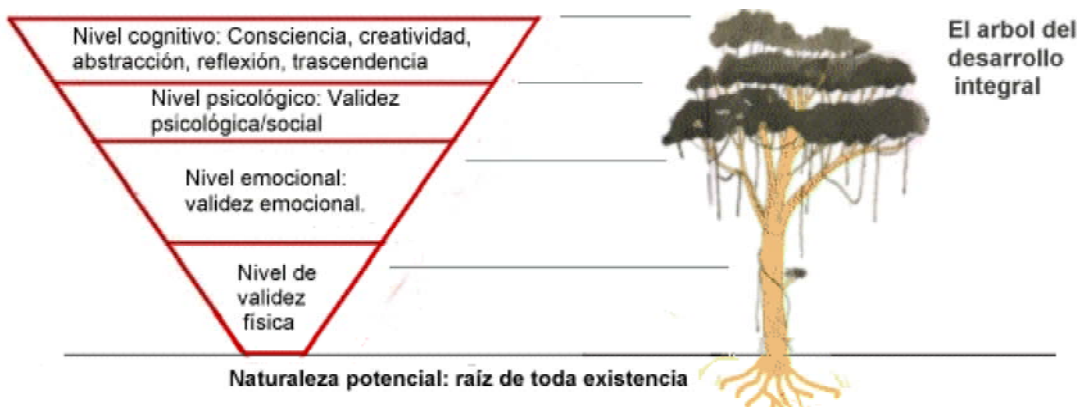 Nivel cognitivo: Consciencia, creatividad,
abstracción, reflexión, trascendencia
Nivel psicológico: Validez
psicológica/social
Nivel emocional:
validez emocional.
Nivel de
validez
física
Naturaleza potencial: raíz de toda existencia
El arbol del
desarrollo
integral